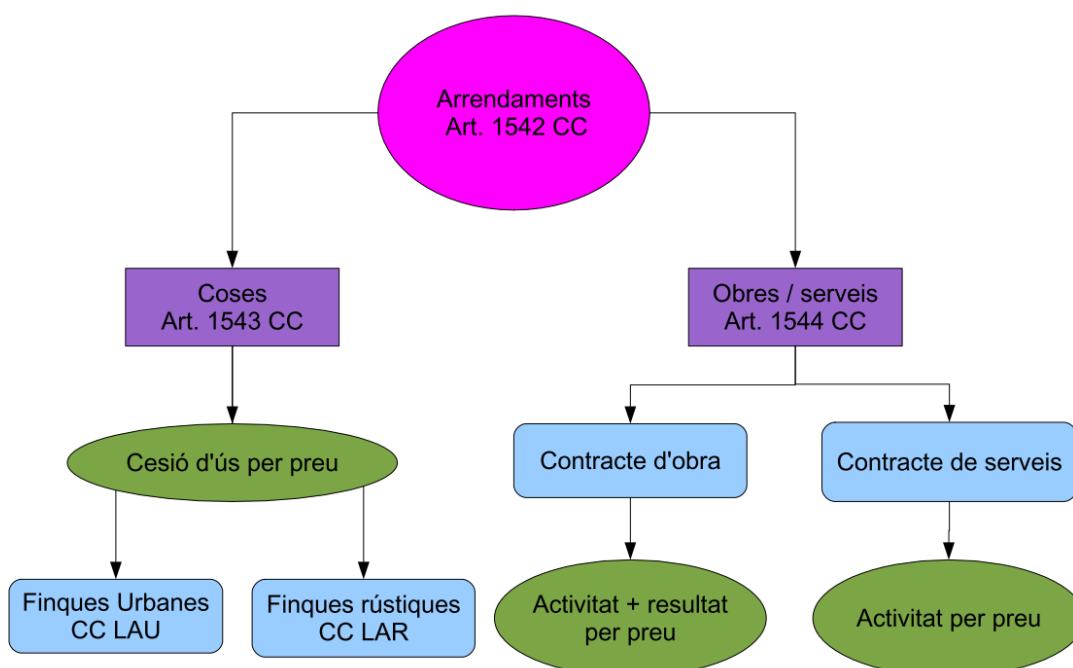 Arrendaments
Art. 1542 CC
Coses
Art. 1543 CC
Obres / serveis
Art. 1544 CC
Cesió d'ús per preu
Contracte d'obra
Contracte de serveis
Finques Urbanes
CC LAU
Finques rústiques
CC LAR
Activitat + resultat
per preu
Activitat per preu